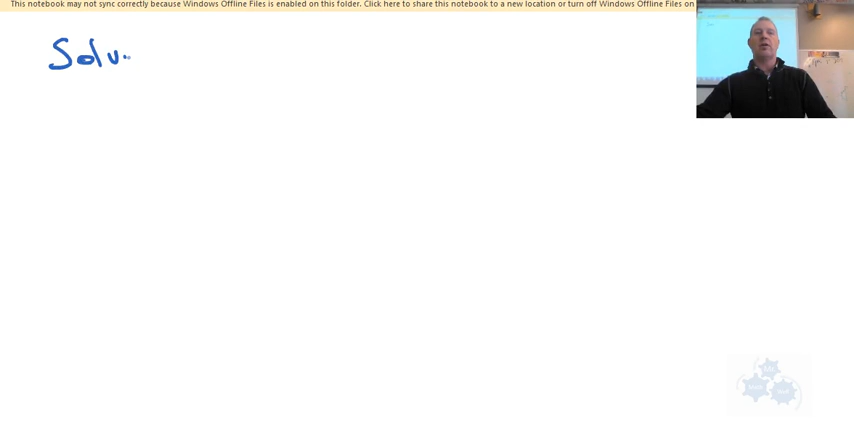 This notebook may not sync correctly because Windows Offline Files is enabled on this folder. Click here to share this notebook to a new location or turn off Windows Offline Files on
Solv